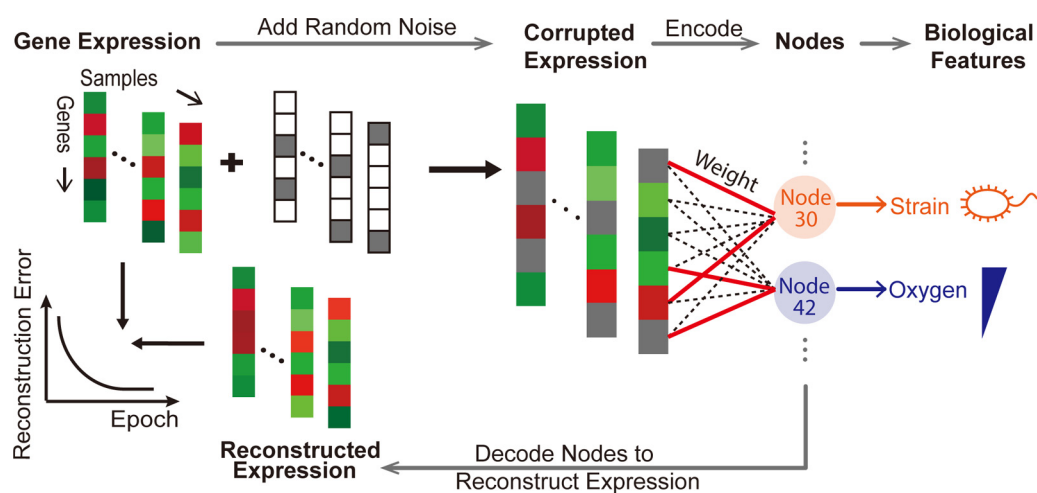 Gene Expression
Add Random Noise
Corrupted
Expression
Encode
Nodes
Biological
Features
Samples
Genes
Weight
Node
30
Strain
Node
42
Oxygen
Reconstruction Error
Epoch
Reconstructed
Expression
Decode Nodes to
Reconstruct Expression